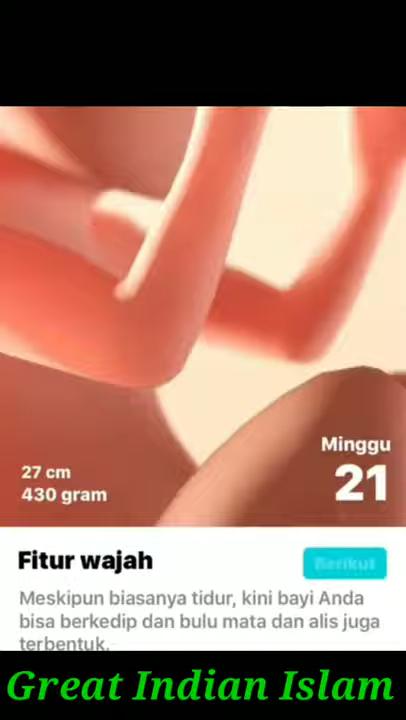 Minggu
27 cm
21
430 gram
Fitur wajah
Berikut
Meskipun biasanya tidur, kini bayi Anda
bisa berkedip dan bulu mata dan alis juga
terbentuk.
Great Indian Islam